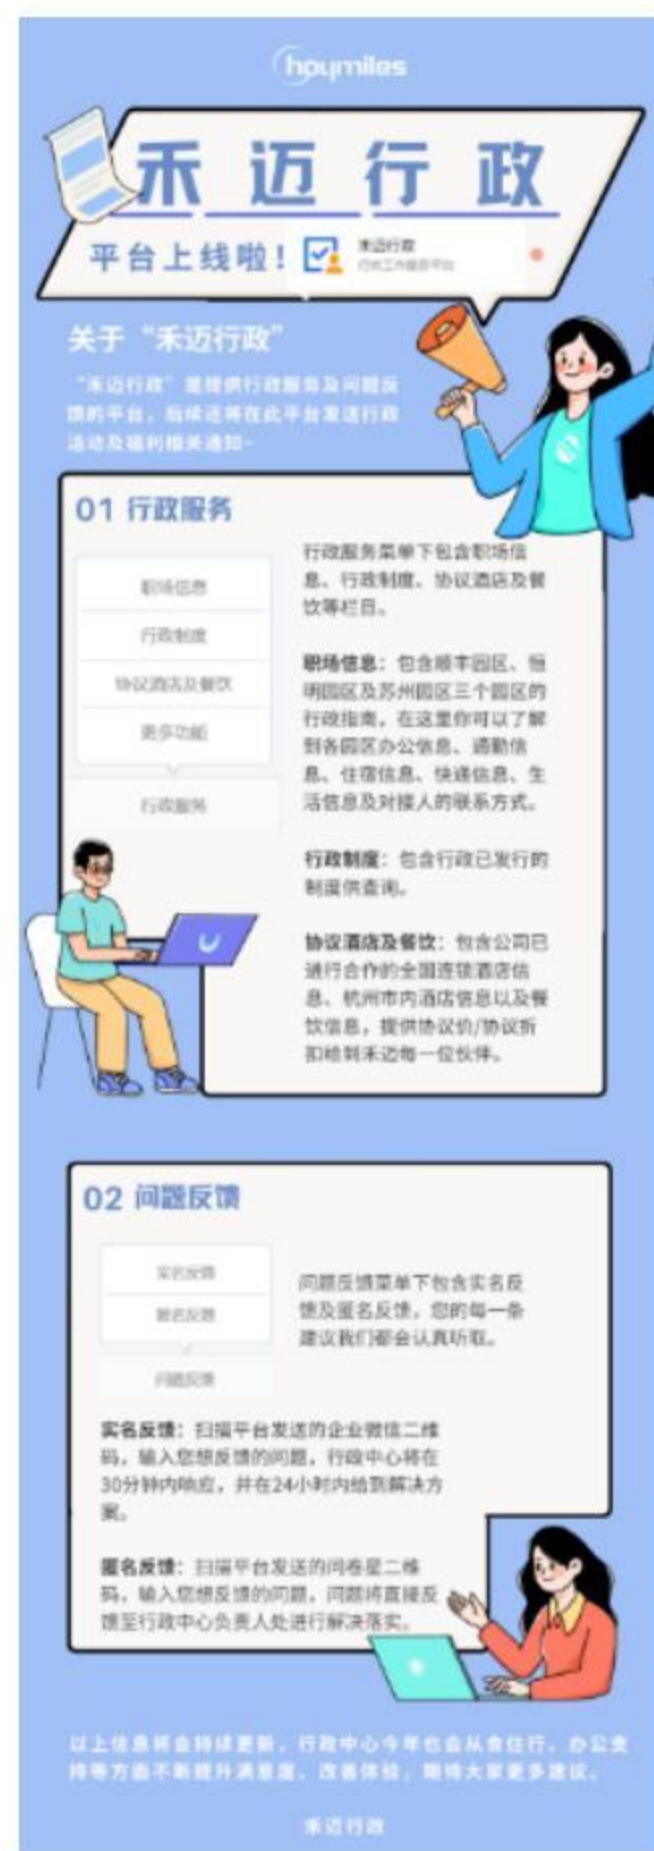 hoymiles
禾迈行政
平台上线啦!
禾迈行政
行政工作服务平台
关于“禾迈行政”
“禾迈行政”是提供行政服务及问题反
馈的平台，后续还将在此平台发送行政
活动及福利相关通知~
01 行政服务
职场信息
行政制度
协议酒店及餐饮
更多功能
行政服务
行政服务菜单下包含职场信
息、行政制度、协议酒店及餐
饮等栏目。
职场信息：包含顺丰园区、恒
明园区及苏州园区三个园区的
行政指南，在这里你可以了解
到各园区办公信息、通勤信
息、住宿信息、快递信息、生
活信息及对接人的联系方式。
行政制度：包含行政已发行的
制度供查询。
协议酒店及餐饮：包含公司已
进行合作的全国连锁酒店信
息、杭州市内酒店信息以及餐
饮信息，提供协议价/协议折
扣给到禾迈每一位伙伴。
02 问题反馈
实名反馈
匿名反馈
问题反馈
问题反馈菜单下包含实名反
馈及匿名反馈，您的每一条
建议我们都会认真听取。
实名反馈：扫描平台发送的企业微信二维
码，输入您想反馈的问题，行政中心将在
30分钟内响应，并在24小时内给到解决方
案。
匿名反馈：扫描平台发送的问卷星二维
码，输入您想反馈的问题，问题将直接反
馈至行政中心负责人处进行解决落实。
以上信息将会持续更新，行政中心今年也会从食住行、办公支
持等方面不断提升满意度、改善体验，期待大家更多建议。
禾迈行政